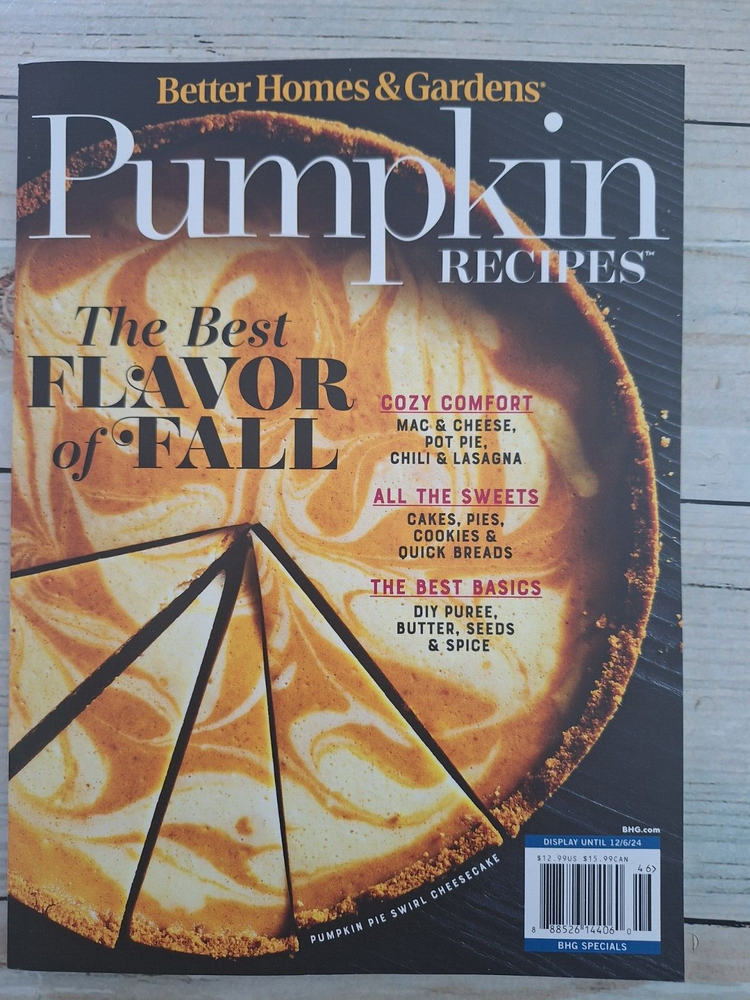 Better Homes & Gardens®
Pumpkin
RECIPES™
The Best
FLAVOR
of FALL
COZY COMFORT
MAC & CHEESE,
POT PIE,
CHILI & LASAGNA
ALL THE SWEETS
CAKES, PIES,
COOKIES &
QUICK BREADS
THE BEST BASICS
DIY PUREE,
BUTTER, SEEDS
& SPICE
PUMPKIN PIE SWIRL CHEESECAKE
BHG.com
DISPLAY UNTIL 12/6/24
$12.99US $15.99CAN
46>
8 88526 14406 0
BHG SPECIALS